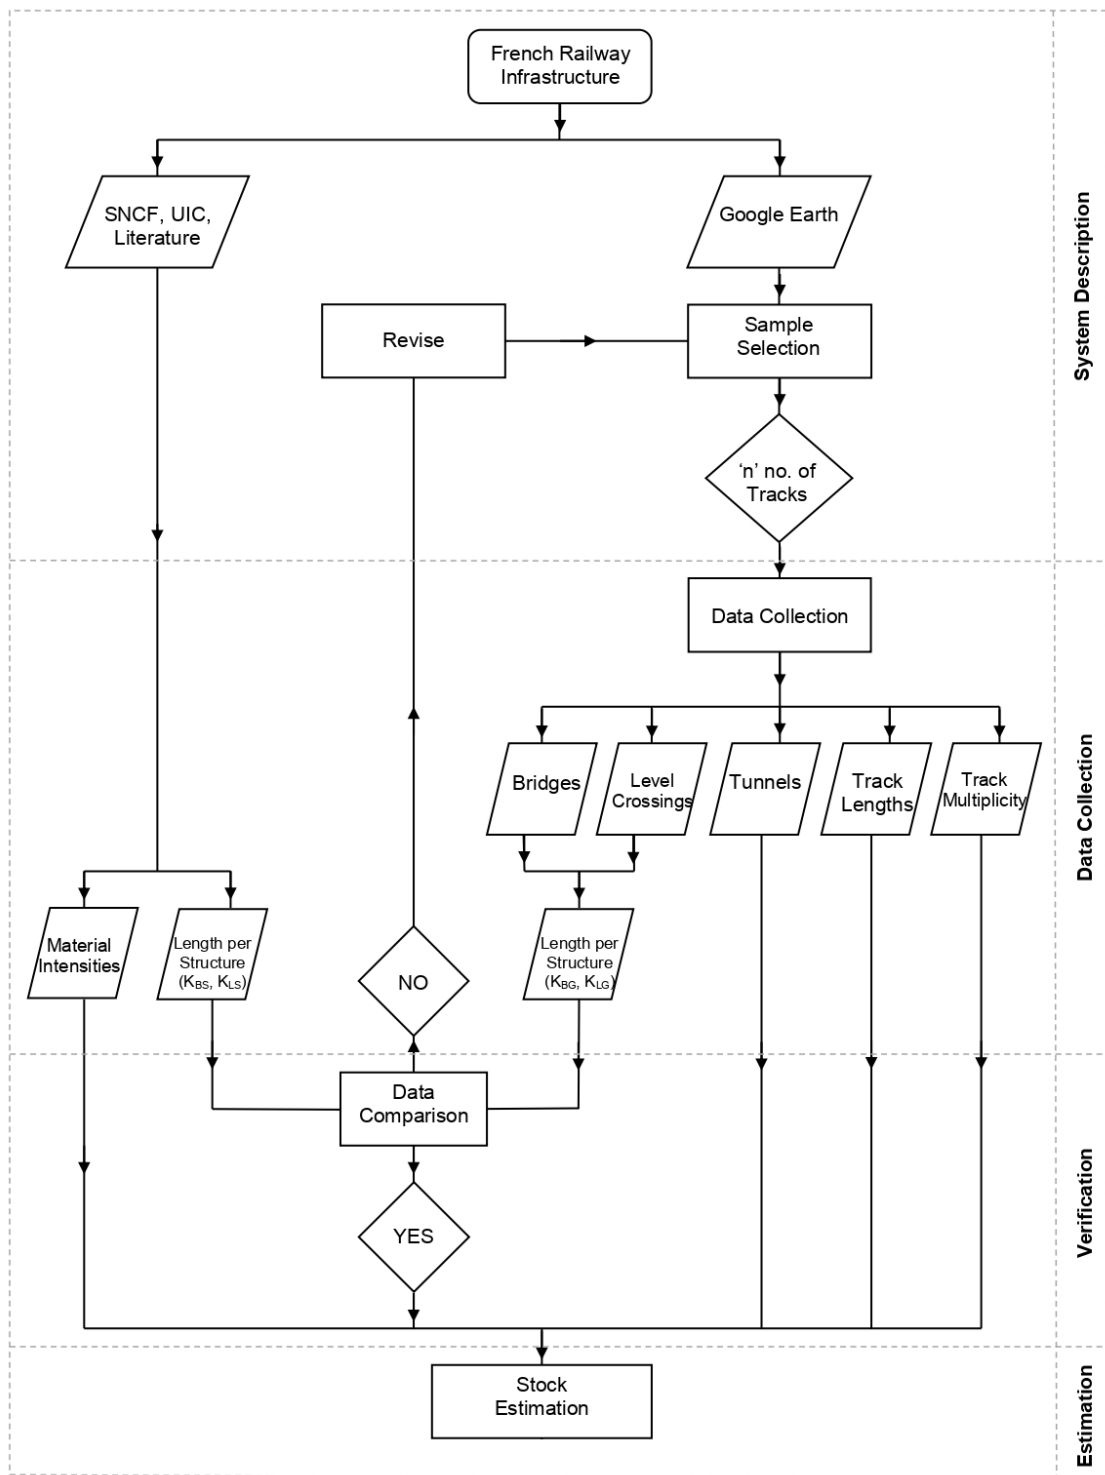 French Railway
Infrastructure
SNCF, UIC,
Literature
Google Earth
Revise
Sample
Selection
‘n’ no. of
Tracks
System Description
Data Collection
Bridges
Level
Crossings
Tunnels
Track
Lengths
Track
Multiplicity
Material
Intensities
Length per
Structure
(KBS, KLS)
NO
Length per
Structure
(KBG, KLG)
Data Collection
Data
Comparison
YES
Verification
Stock
Estimation
Estimation